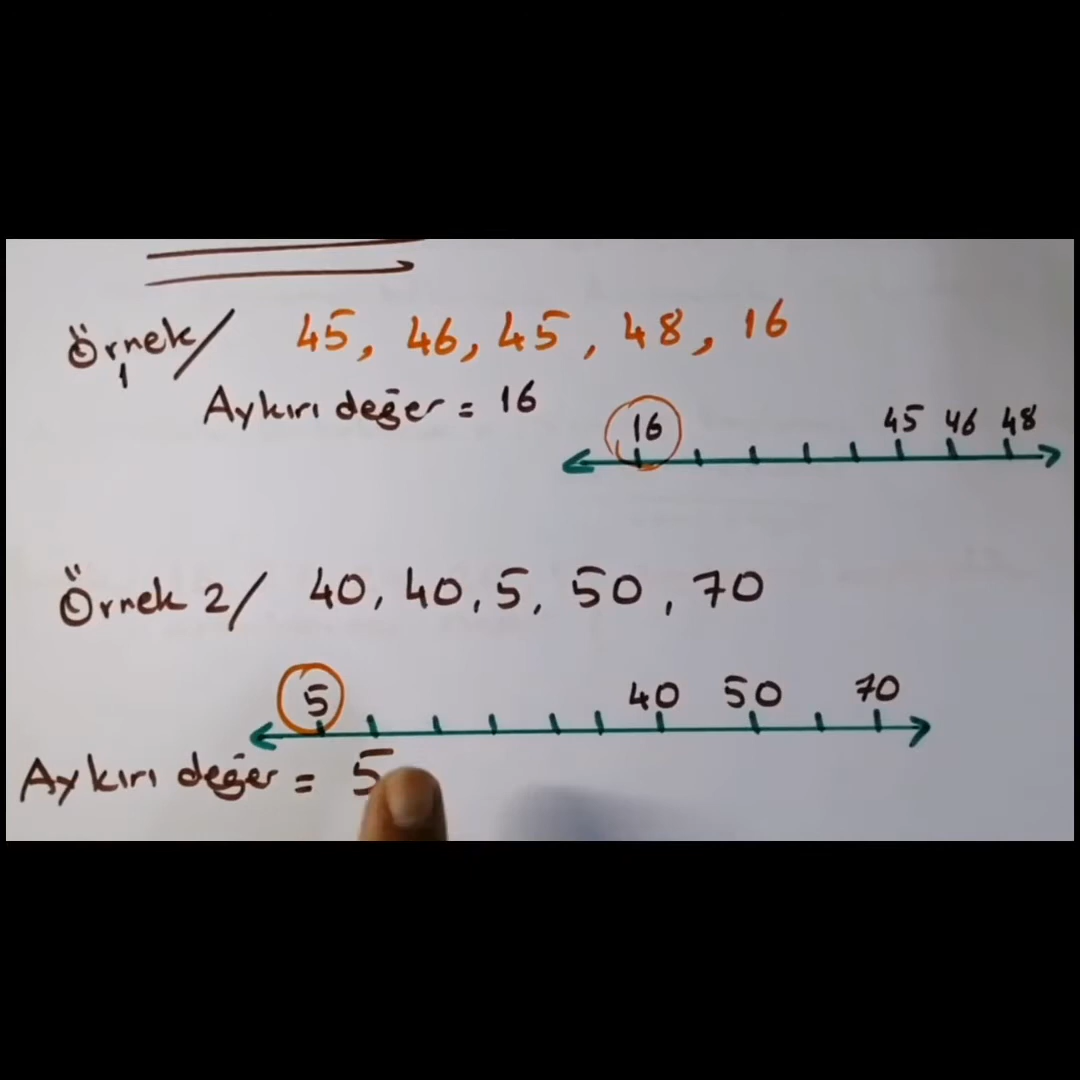 Örnek 1/ 45, 46, 45, 48, 16
Aykırı değer = 16
16 45 46 48
Örnek 2/ 40, 40, 5, 50, 70
5 40 50 70
Aykırı değer = 5